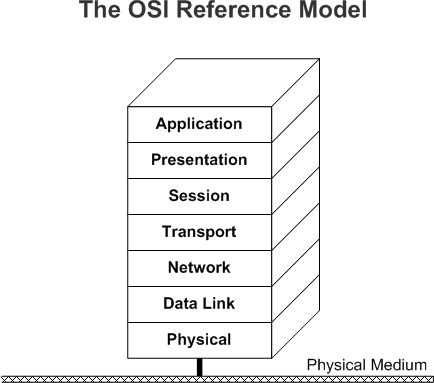 The OSI Reference Model
Application
Presentation
Session
Transport
Network
Data Link
Physical
Physical Medium